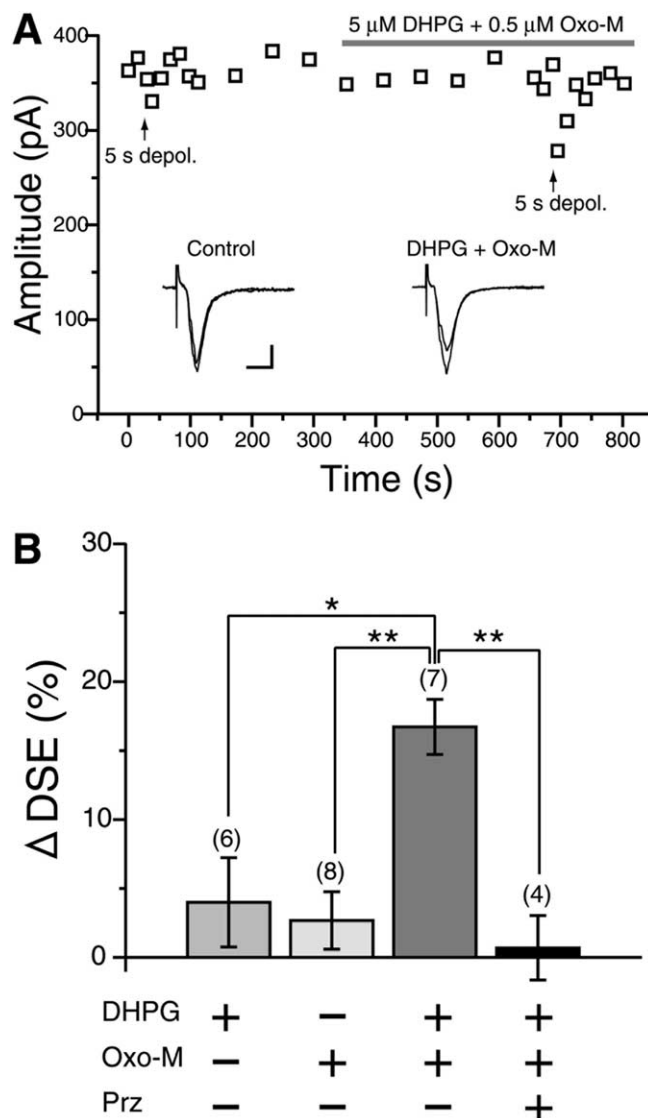 A
5 μM DHPG + 0.5 μM Oxo-M
400
300
200
100
0
Amplitude (pA)
5 s depol.
5 s depol.
Control
DHPG + Oxo-M
0 100 200 300 400 500 600 700 800
Time (s)
B
30
20
10
0
Δ DSE (%)
*
** **
(7)
(6)
(8)
(4)
DHPG + − + +
Oxo-M − + + +
Prz − − − +